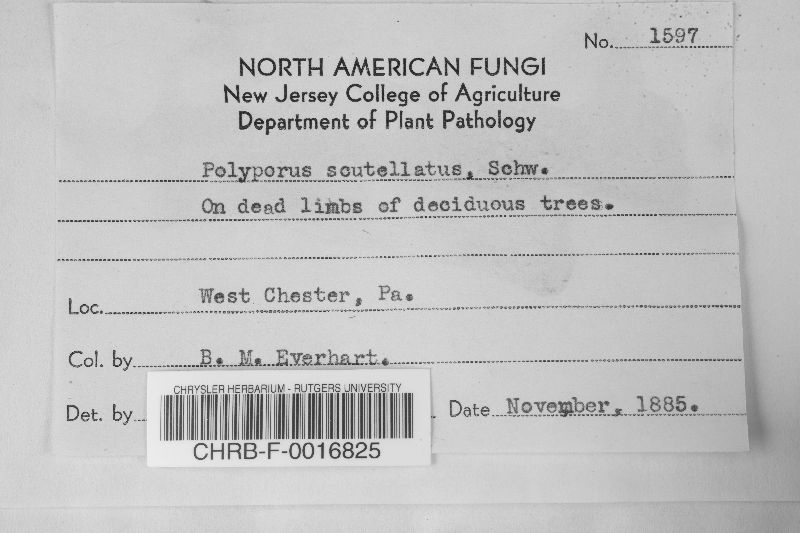 No. 1597
NORTH AMERICAN FUNGI
New Jersey College of Agriculture
Department of Plant Pathology
Polyporus scutellatus, Schw.
On dead limbs of deciduous trees.
Loc. West Chester, Pa.
Col. by B. M. Everhart.
Det. by
Date November, 1885.
CHRYSLER HERBARIUM - RUTGERS UNIVERSITY
CHRB-F-0016825